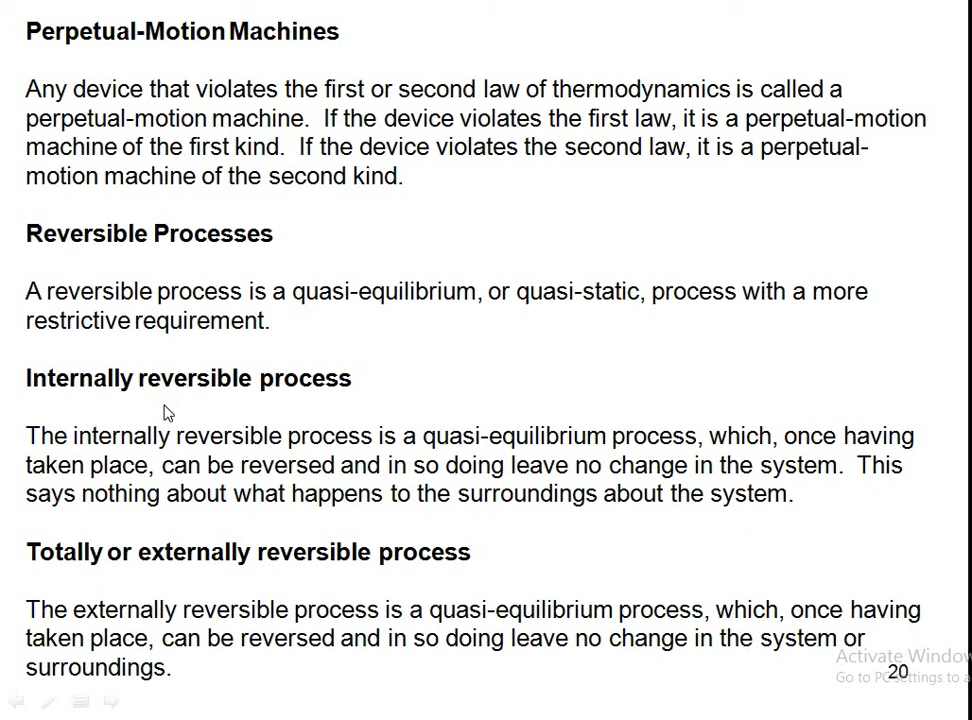 Perpetual-Motion Machines
Any device that violates the first or second law of thermodynamics is called a
perpetual-motion machine. If the device violates the first law, it is a perpetual-motion
machine of the first kind. If the device violates the second law, it is a perpetual-
motion machine of the second kind.
Reversible Processes
A reversible process is a quasi-equilibrium, or quasi-static, process with a more
restrictive requirement.
Internally reversible process
The internally reversible process is a quasi-equilibrium process, which, once having
taken place, can be reversed and in so doing leave no change in the system. This
says nothing about what happens to the surroundings about the system.
Totally or externally reversible process
The externally reversible process is a quasi-equilibrium process, which, once having
taken place, can be reversed and in so doing leave no change in the system or
surroundings.
Activate Window
Go to PC settings to a
20